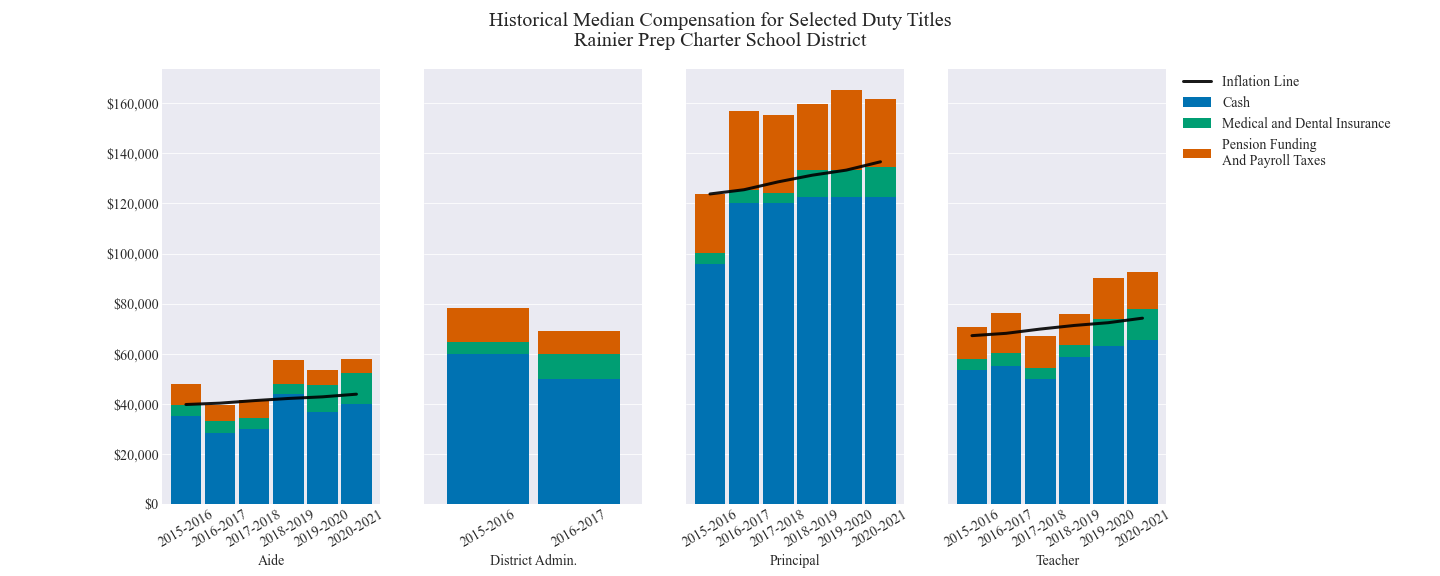 Historical Median Compensation for Selected Duty Titles
Rainier Prep Charter School District
$160,000
$140,000
$120,000
$100,000
$80,000
$60,000
$40,000
$20,000
$0
2015-2016
2016-2017
2017-2018
2018-2019
2019-2020
2020-2021
Aide
2015-2016
2016-2017
District Admin.
2015-2016
2016-2017
2017-2018
2018-2019
2019-2020
2020-2021
Principal
2015-2016
2016-2017
2017-2018
2018-2019
2019-2020
2020-2021
Teacher
Inflation Line
Cash
Medical and Dental Insurance
Pension Funding
And Payroll Taxes